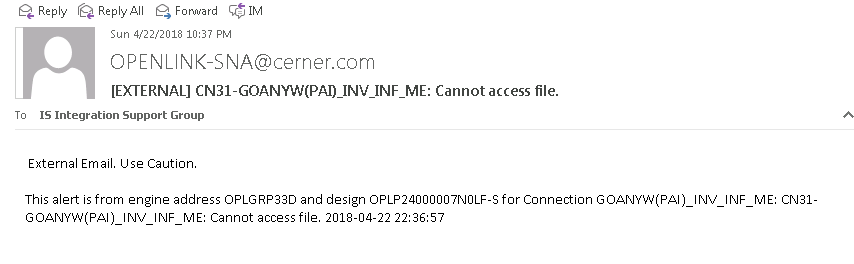 Reply Reply All Forward IM
Sun 4/22/2018 10:37 PM
OPENLINK-SNA@cerner.com
[EXTERNAL] CN31-GOANYW(PAI)_INV_INF_ME: Cannot access file.
To IS Integration Support Group
External Email. Use Caution.
This alert is from engine address OPLGRP33D and design OPLP24000007N0LF-S for Connection GOANYW(PAI)_INV_INF_ME: CN31-
GOANYW(PAI)_INV_INF_ME: Cannot access file. 2018-04-22 22:36:57